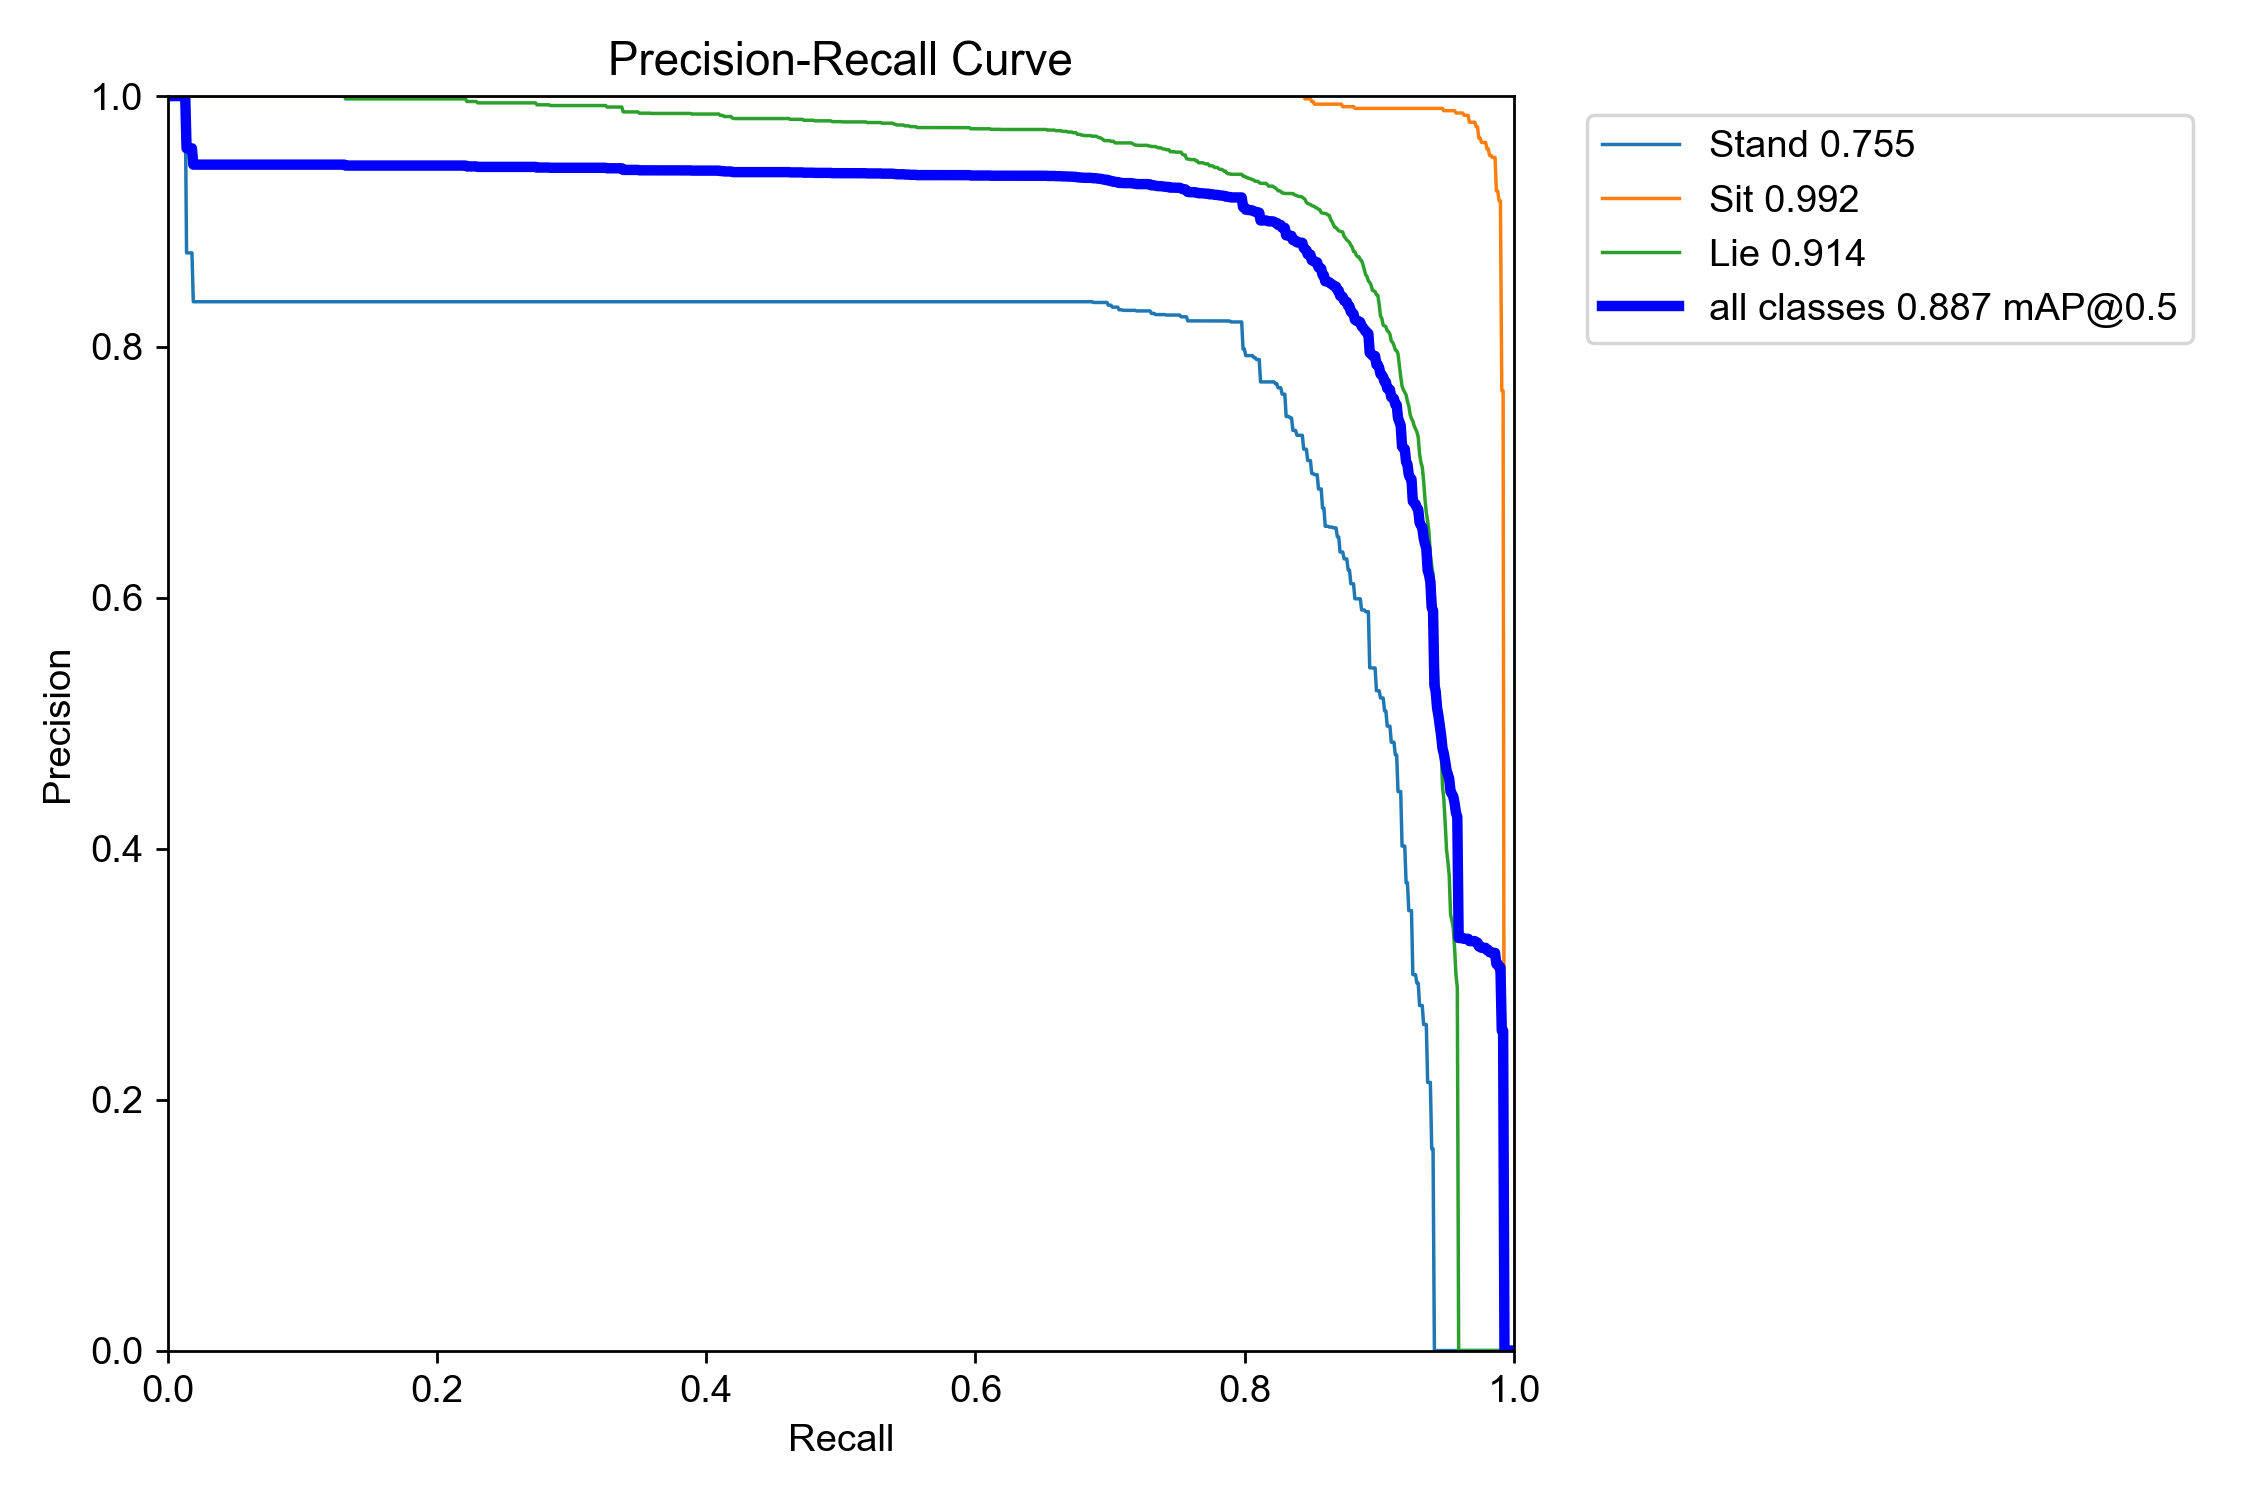 Precision-Recall Curve
1.0
0.8
0.6
0.4
0.2
0.0
Precision
0.0 0.2 0.4 0.6 0.8 1.0
Recall
Stand 0.755
Sit 0.992
Lie 0.914
all classes 0.887 mAP@0.5